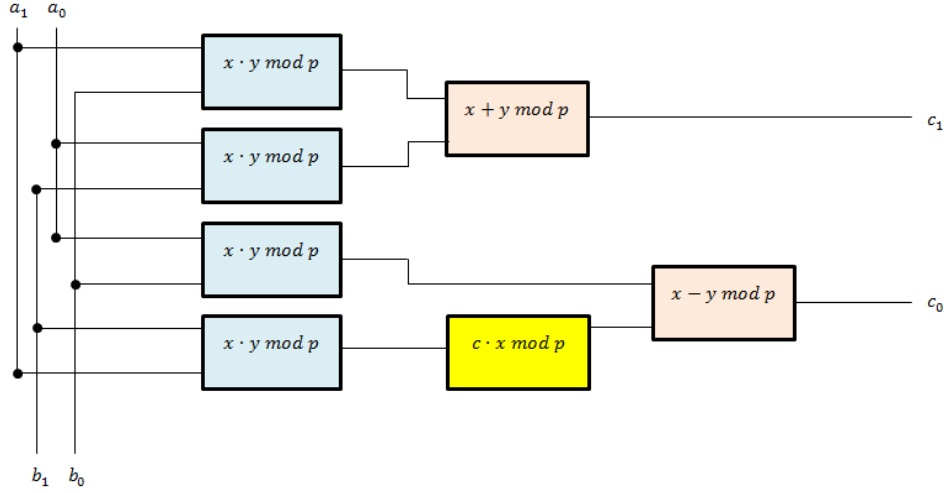 a₁ a₀
x · y mod p
x + y mod p
c₁
x · y mod p
x · y mod p
x − y mod p
c₀
x · y mod p
c · x mod p
b₁ b₀